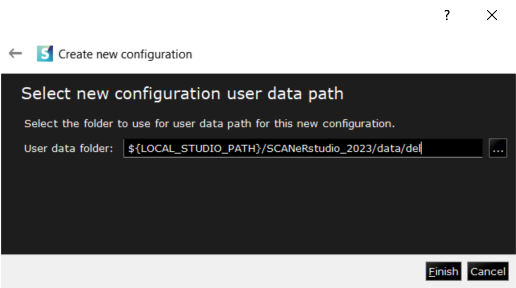 ?
Create new configuration
Select new configuration user data path
Select the folder to use for user data path for this new configuration.
User data folder: ${LOCAL_STUDIO_PATH}/SCANeRstudio_2023/data/del ...
Finish Cancel